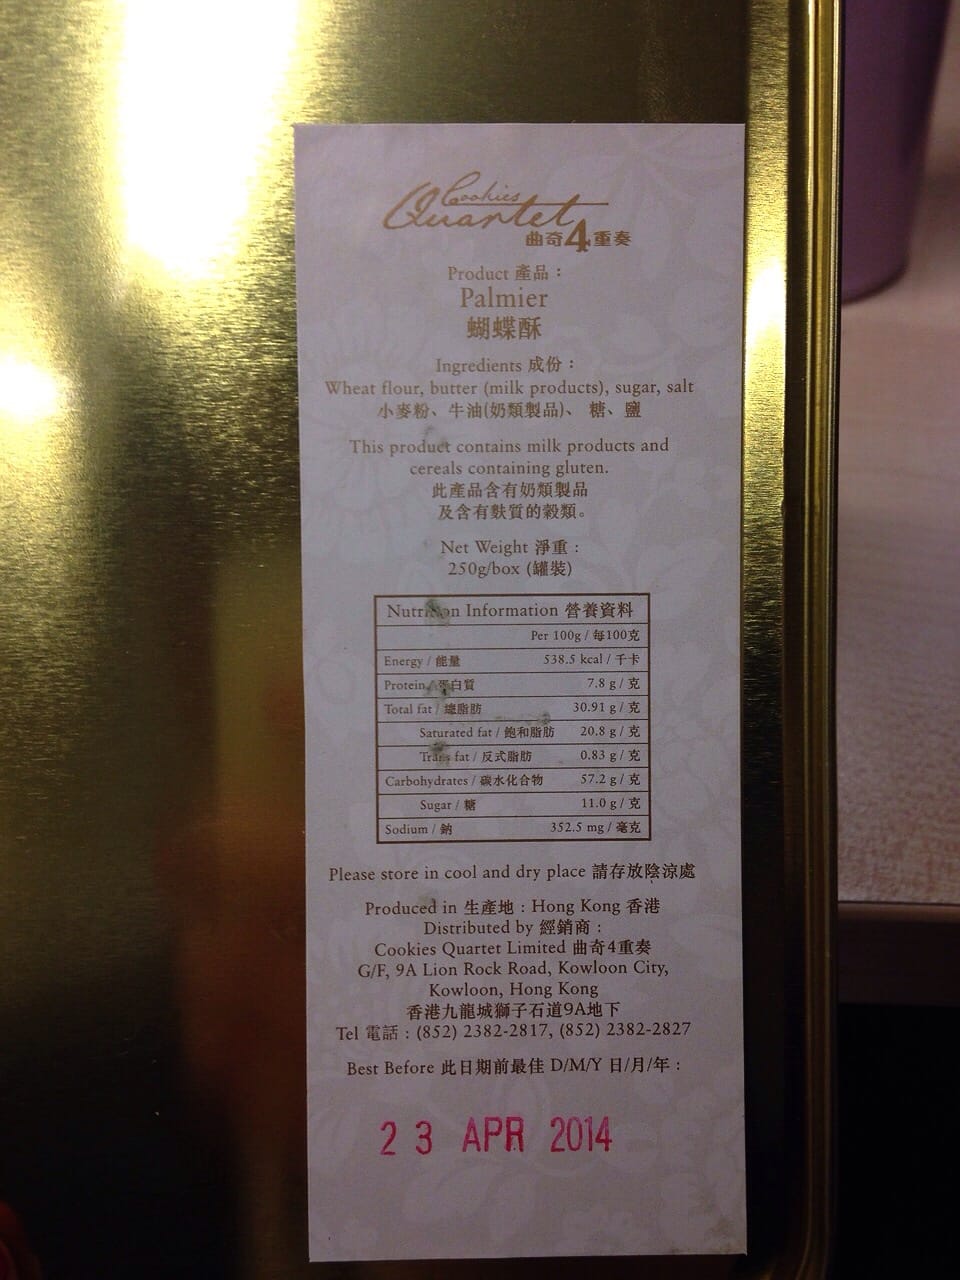 Cookies
Quartet
曲奇4重奏
Product 產品：
Palmier
蝴蝶酥
Ingredients 成份：
Wheat flour, butter (milk products), sugar, salt
小麥粉、牛油(奶類製品)、 糖、鹽
This product contains milk products and
cereals containing gluten.
此產品含有奶類製品
及含有麩質的穀類。
Net Weight 淨重：
250g/box (罐裝)
Nutrition Information 營養資料
Per 100g / 每100克
Energy / 能量 538.5 kcal / 千卡
Protein / 蛋白質 7.8 g / 克
Total fat / 總脂肪 30.91 g / 克
Saturated fat / 飽和脂肪 20.8 g / 克
Trans fat / 反式脂肪 0.83 g / 克
Carbohydrates / 碳水化合物 57.2 g / 克
Sugar / 糖 11.0 g / 克
Sodium / 鈉 352.5 mg / 毫克
Please store in cool and dry place 請存放陰涼處
Produced in 生產地：Hong Kong 香港
Distributed by 經銷商：
Cookies Quartet Limited 曲奇4重奏
G/F, 9A Lion Rock Road, Kowloon City,
Kowloon, Hong Kong
香港九龍城獅子石道9A地下
Tel 電話：(852) 2382-2817, (852) 2382-2827
Best Before 此日期前最佳 D/M/Y 日/月/年：
23 APR 2014